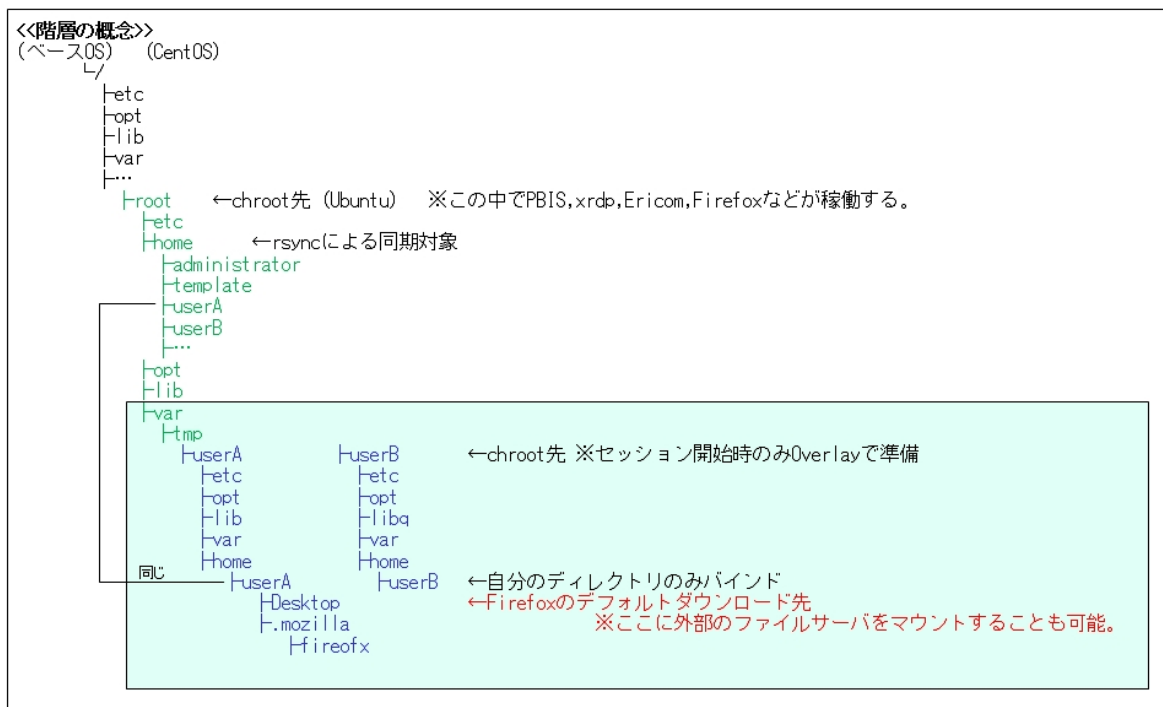 <<階層の概念>>
(ベースOS) (CentOS)
└/
├etc
├opt
├lib
├var
├…
├root ←chroot先 (Ubuntu) ※この中でPBIS,xrdp,Ericom,Firefoxなどが稼働する。
├etc
├home ←rsyncによる同期対象
├administrator
├template
├userA
├userB
├…
├opt
├lib
├var
├tmp
├userA ├userB ←chroot先 ※セッション開始時のみOverlayで準備
├etc ├etc
├opt ├opt
├lib ├libq
├var ├var
├home ├home
同じ ├userA ├userB ←自分のディレクトリのみバインド
├Desktop ←Firefoxのデフォルトダウンロード先
├.mozilla ※ここに外部のファイルサーバをマウントすることも可能。
├fireofx